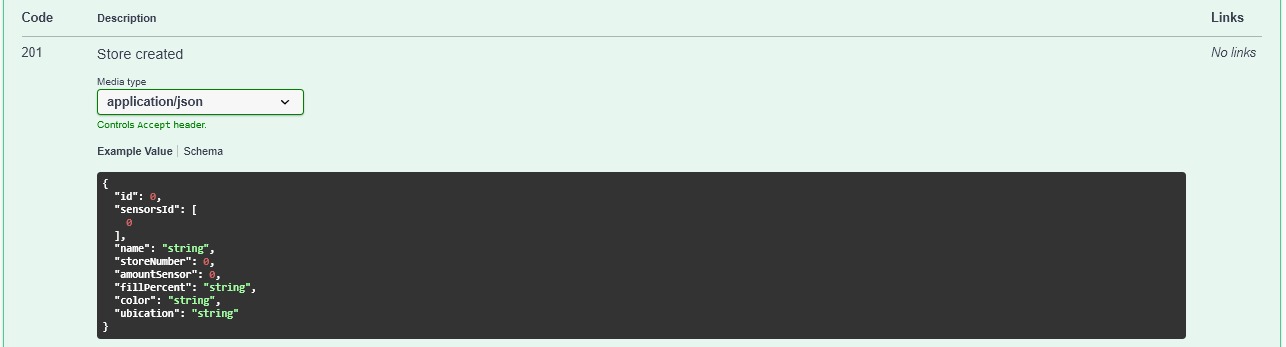 Code Description Links
201 Store created No links
Media type
application/json
Controls Accept header.
Example Value Schema
{
  "id": 0,
  "sensorsId": [
    0
  ],
  "name": "string",
  "storeNumber": 0,
  "amountSensor": 0,
  "fillPercent": "string",
  "color": "string",
  "ubication": "string"
}